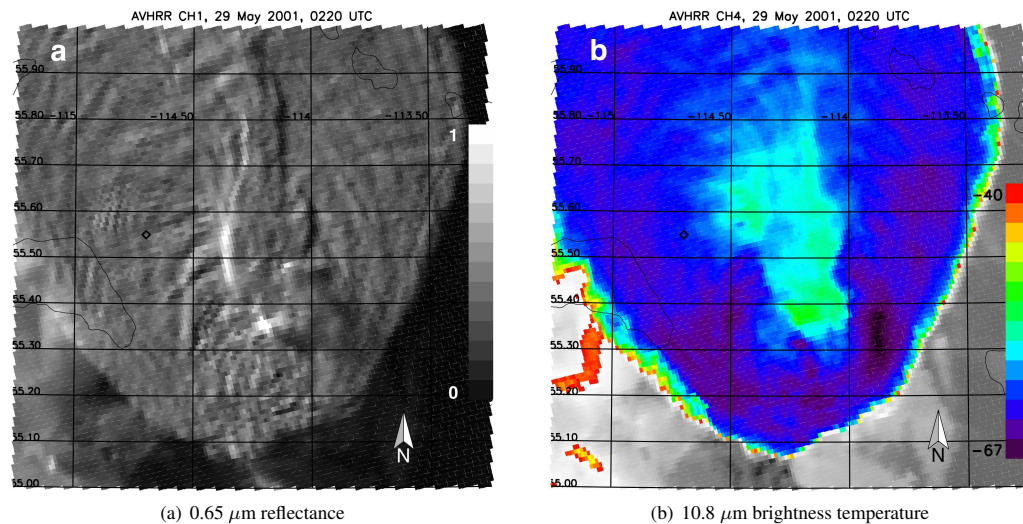 AVHRR CH1, 29 May 2001, 0220 UTC
a
55.90
55.80 -115 -114.50 -114 -113.50
1
55.70
55.60
55.50
55.40
55.30
55.20
0
55.10
N
55.00
(a) 0.65 μm reflectance
AVHRR CH4, 29 May 2001, 0220 UTC
b
55.90
55.80 -115 -114.50 -114 -113.50
55.70
-40
55.60
55.50
55.40
55.30
55.20
55.10
-67
N
55.00
(b) 10.8 μm brightness temperature